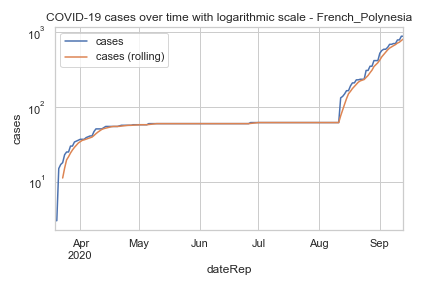 COVID-19 cases over time with logarithmic scale - French_Polynesia
cases
cases (rolling)
10³
10²
10¹
cases
Apr
2020
May
Jun
Jul
Aug
Sep
dateRep